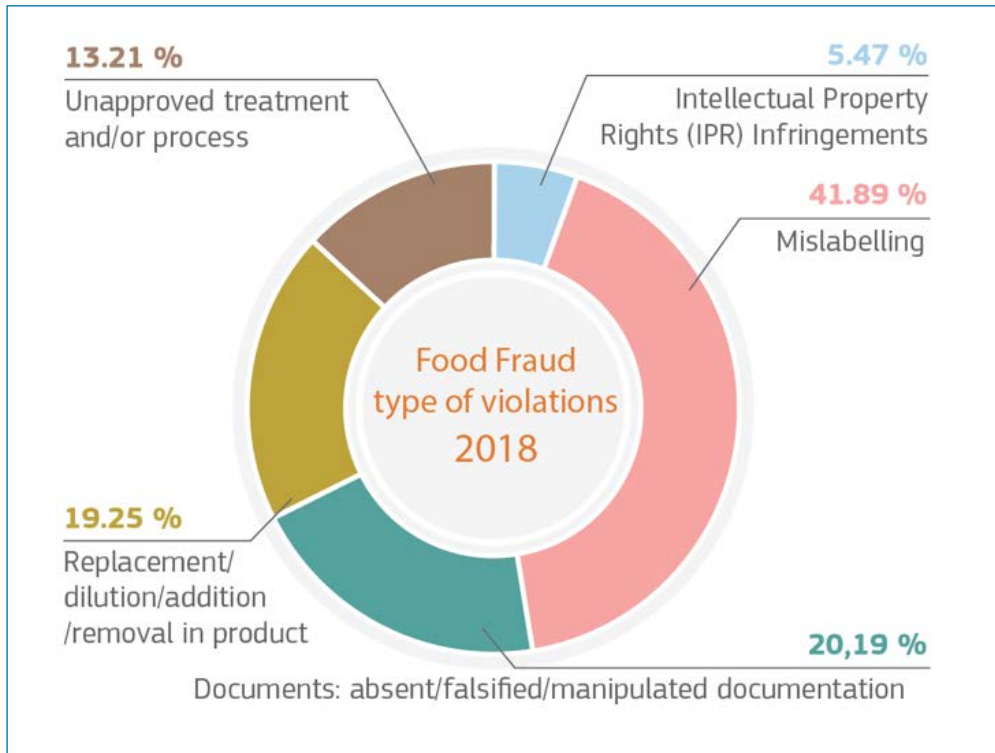 13.21 %
Unapproved treatment
and/or process
5.47 %
Intellectual Property
Rights (IPR) Infringements
41.89 %
Mislabelling
Food Fraud
type of violations
2018
19.25 %
Replacement/
dilution/addition
/removal in product
20,19 %
Documents: absent/falsified/manipulated documentation